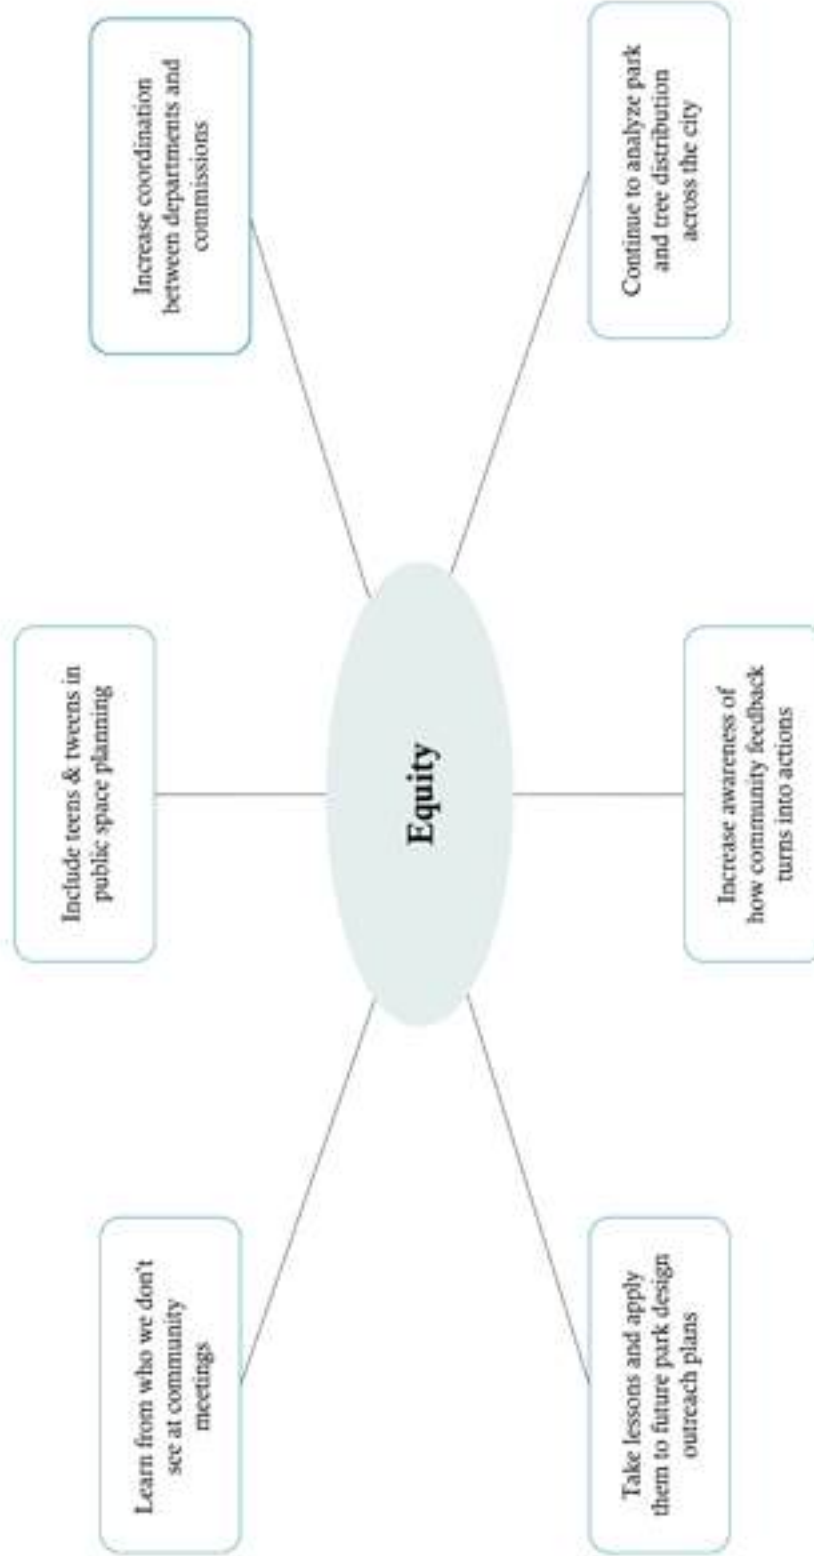 Learn from who we don't
see at community
meetings
Include teens & tweens in
public space planning
Increase coordination
between departments and
commissions
Equity
Take lessons and apply
them to future park design
outreach plans
Increase awareness of
how community feedback
turns into actions
Continue to analyze park
and tree distribution
across the city